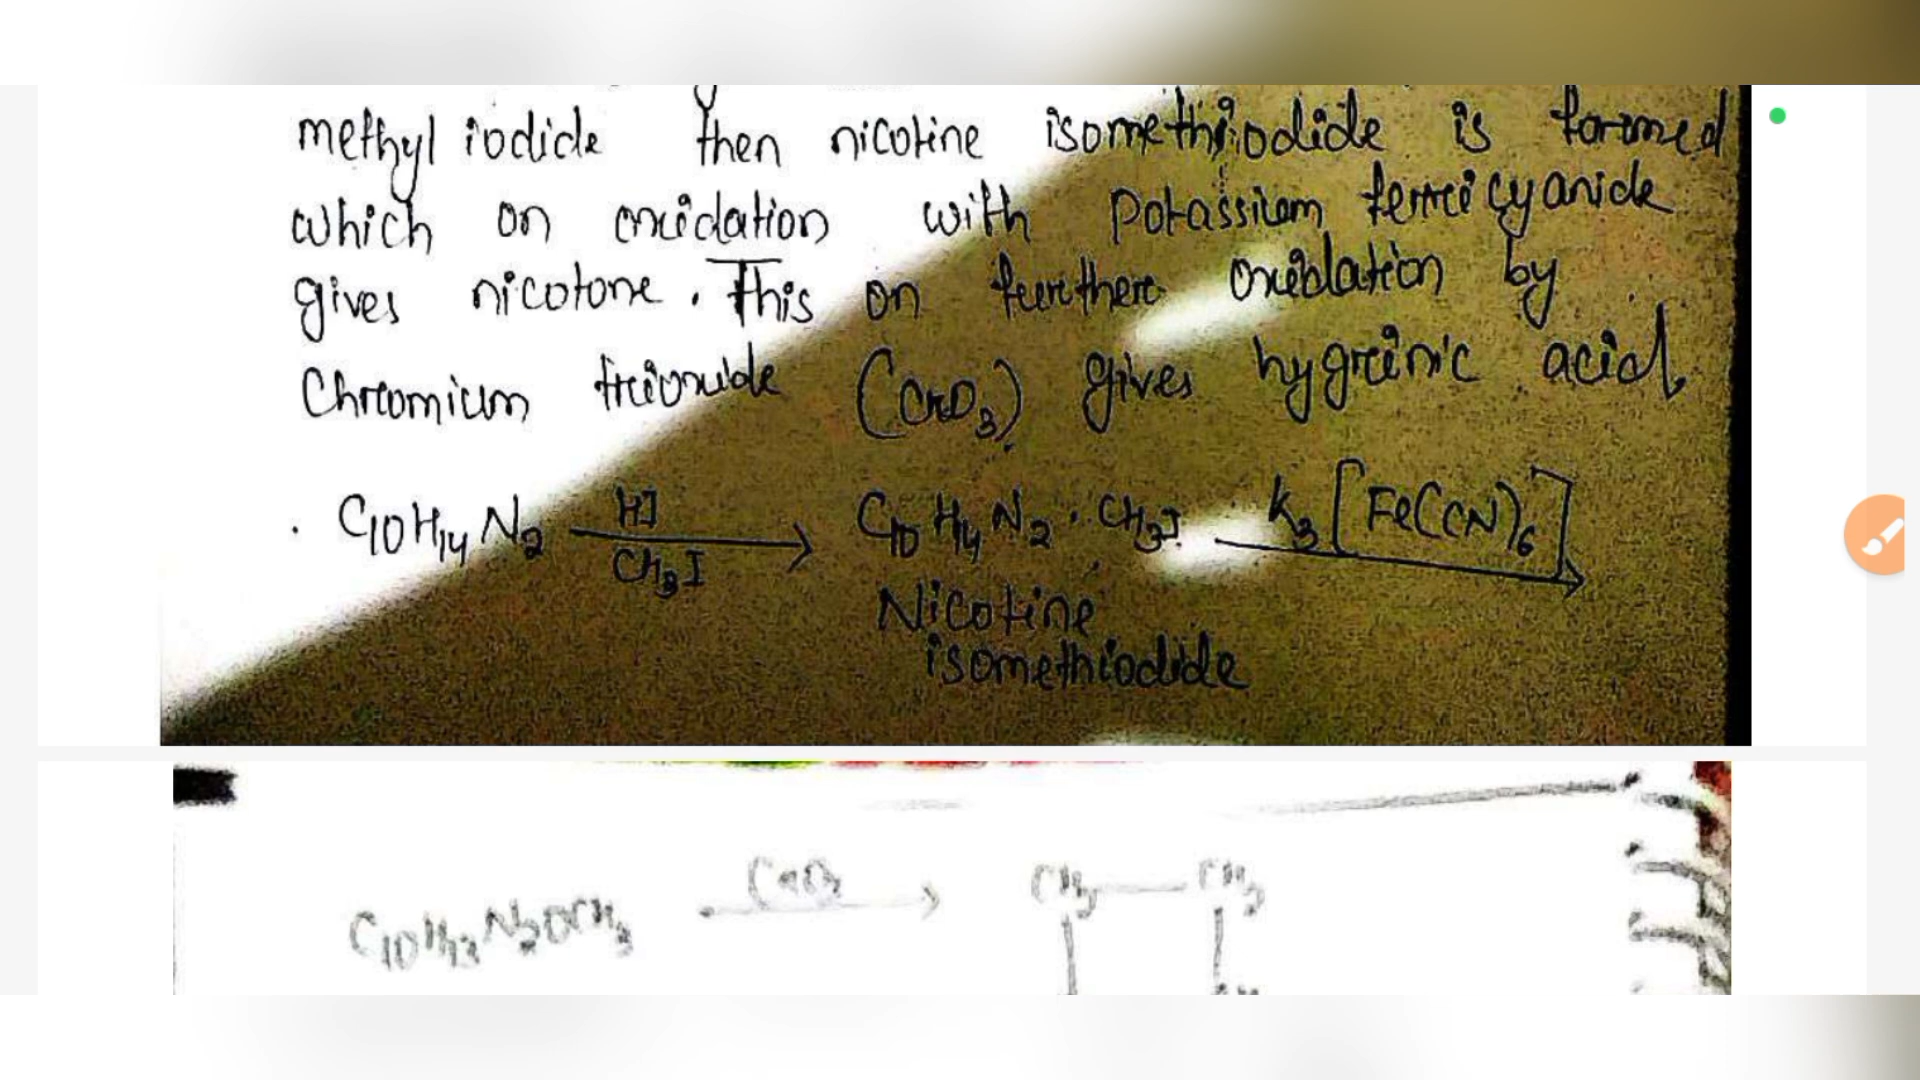 methyl iodide then nicotine isomethiodide is formed
which on oxidation with potassium ferricyanide
gives nicotone. This on further oxidation by
Chromium trioxide (CrO₃) gives hygrinic acid.
C₁₀H₁₄N₂ HI CH₃I → C₁₀H₁₄N₂·CH₃I K₃[Fe(CN)₆] →
Nicotine
isomethiodide
C₁₀H₁₃N₂OCH₃ → CH₂ — CH₂